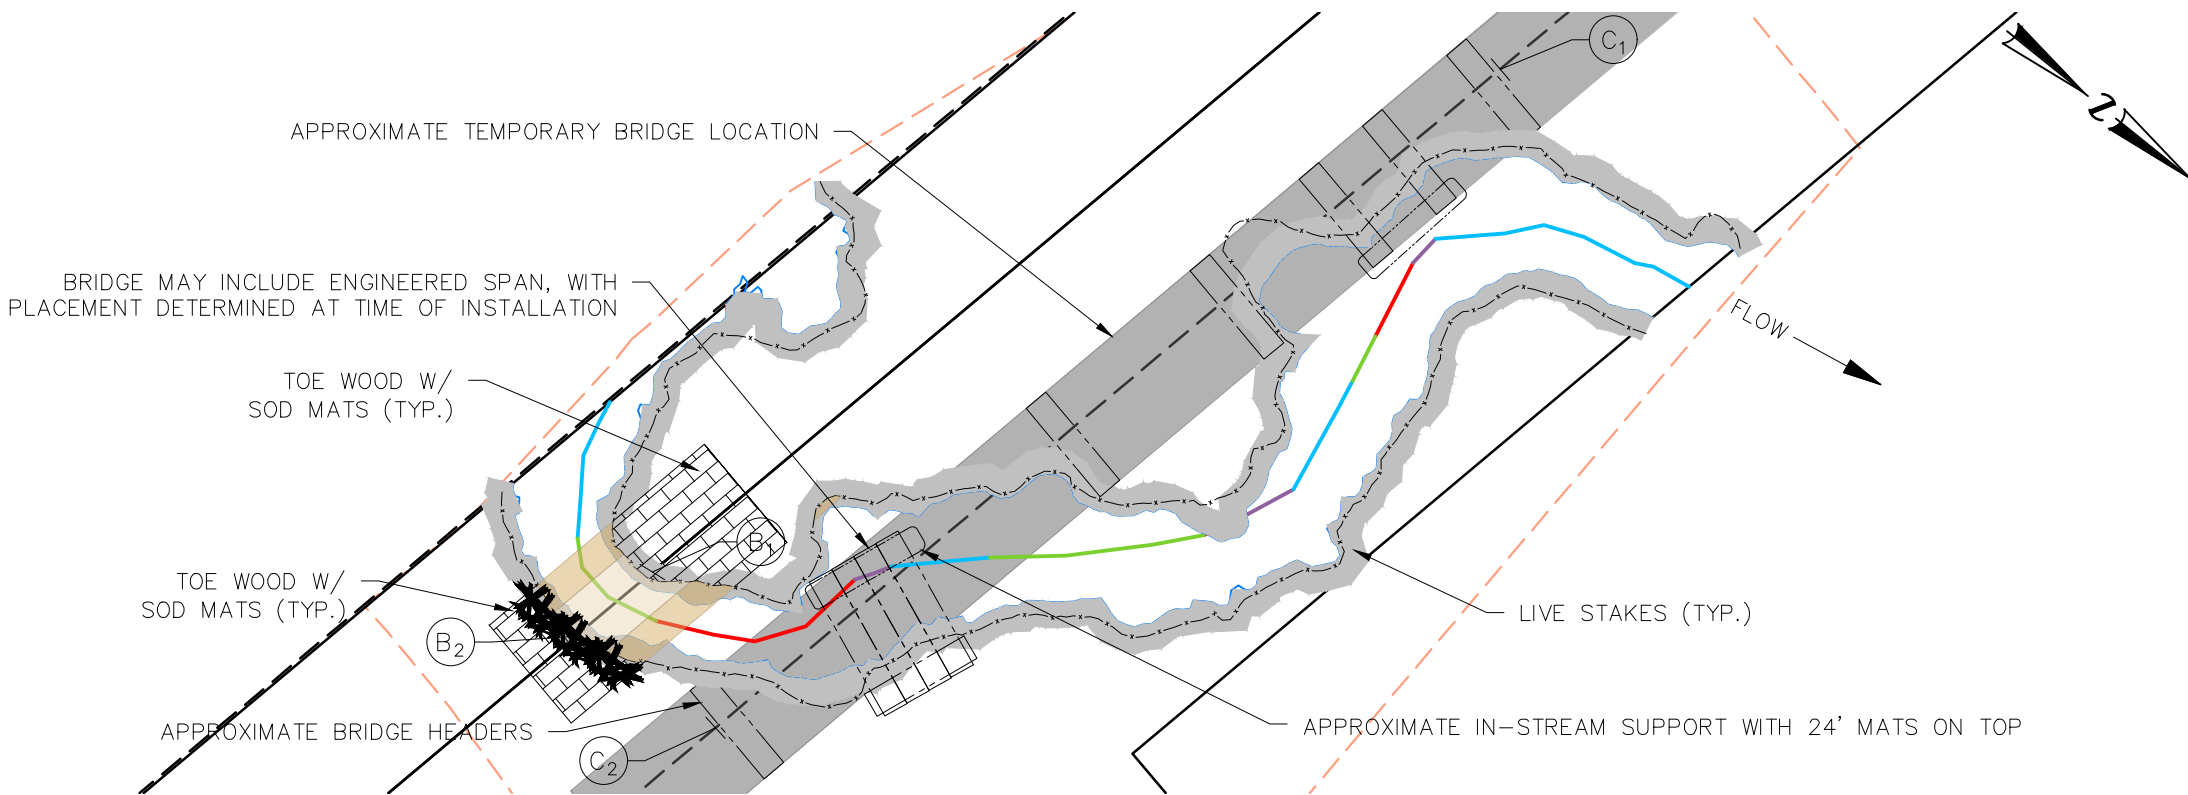 C1
N
APPROXIMATE TEMPORARY BRIDGE LOCATION
BRIDGE MAY INCLUDE ENGINEERED SPAN, WITH
PLACEMENT DETERMINED AT TIME OF INSTALLATION
FLOW
TOE WOOD W/
SOD MATS (TYP.)
B1
TOE WOOD W/
SOD MATS (TYP.)
B2
LIVE STAKES (TYP.)
APPROXIMATE BRIDGE HEADERS
APPROXIMATE IN-STREAM SUPPORT WITH 24' MATS ON TOP
C2